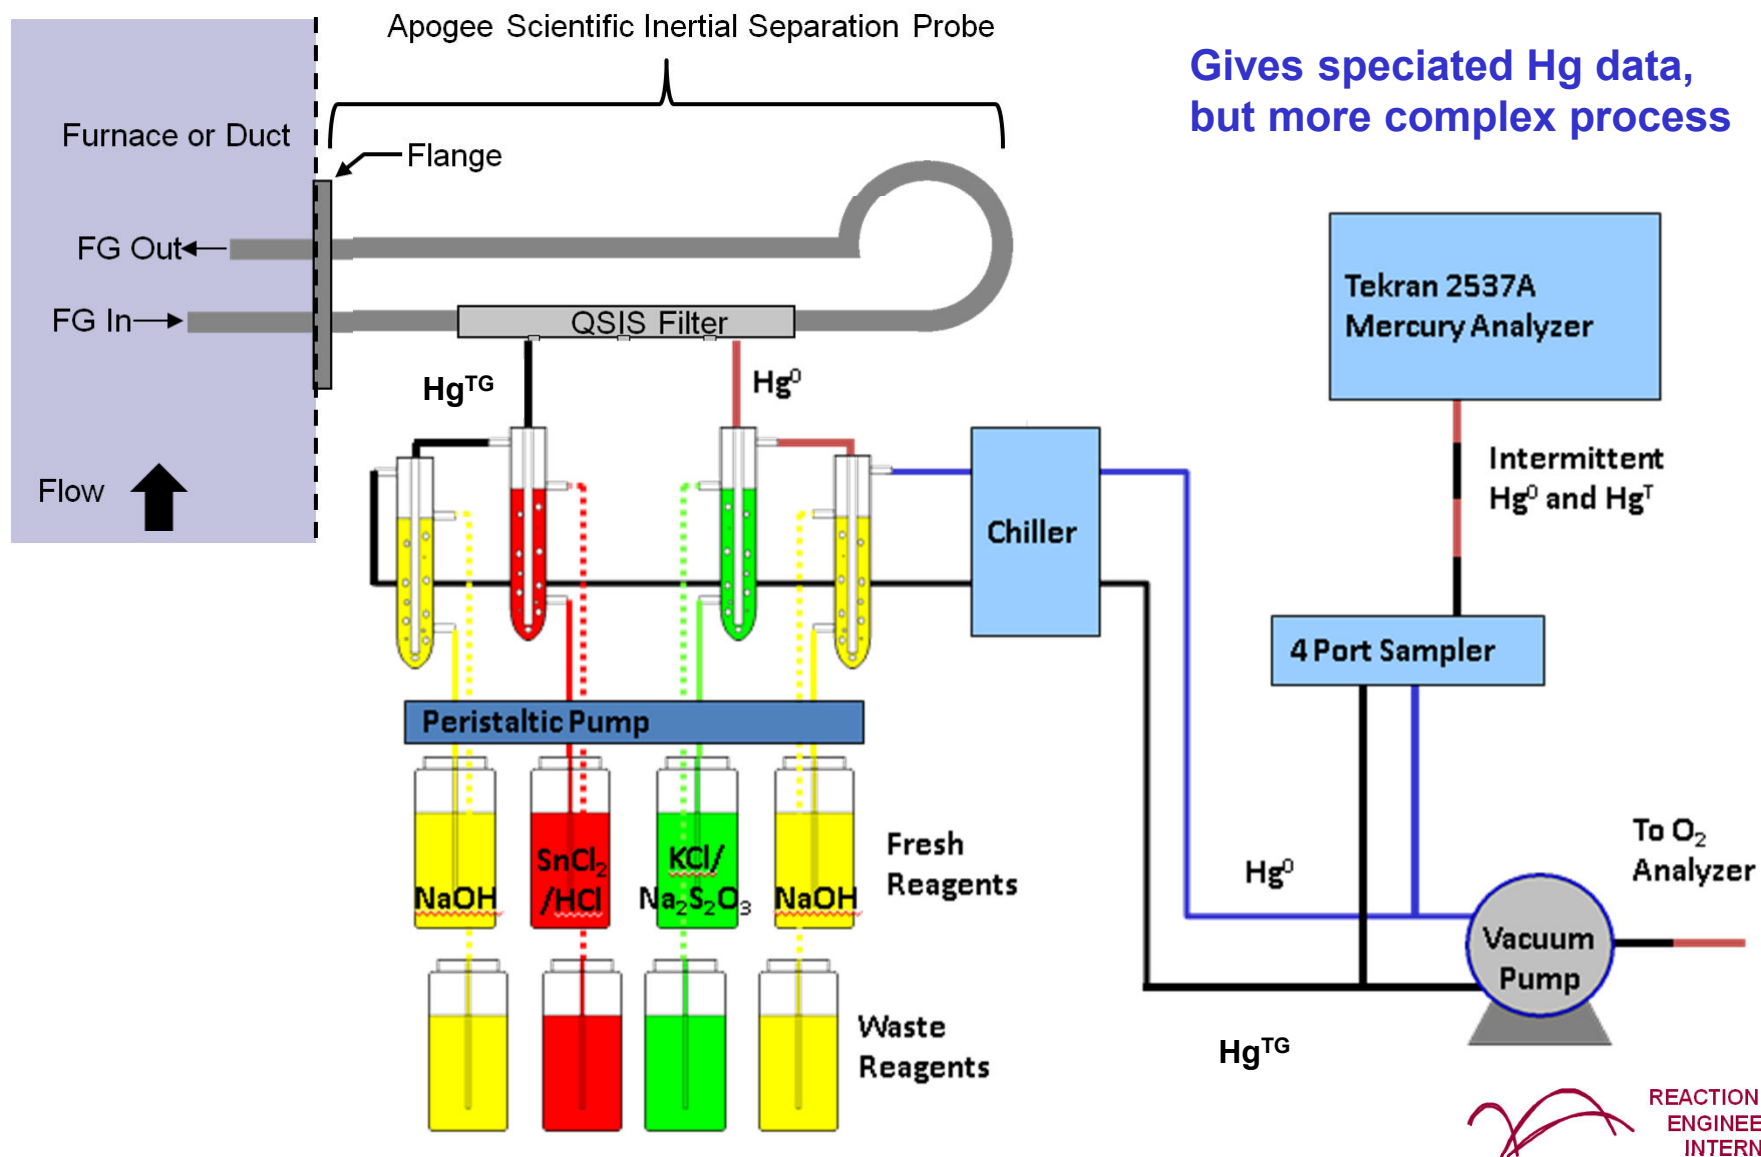 Apogee Scientific Inertial Separation Probe
Gives speciated Hg data,
but more complex process
Furnace or Duct
Flange
FG Out
FG In
QSIS Filter
Hg^TG
Hg^0
Flow
Tekran 2537A
Mercury Analyzer
Intermittent
Hg^0 and Hg^T
Chiller
4 Port Sampler
Peristaltic Pump
NaOH
SnCl₂
/HCl
KCl/
Na₂S₂O₃
NaOH
Fresh
Reagents
Waste
Reagents
Hg^0
Hg^TG
To O₂
Analyzer
Vacuum
Pump
REACTION
ENGINEE
INTERN